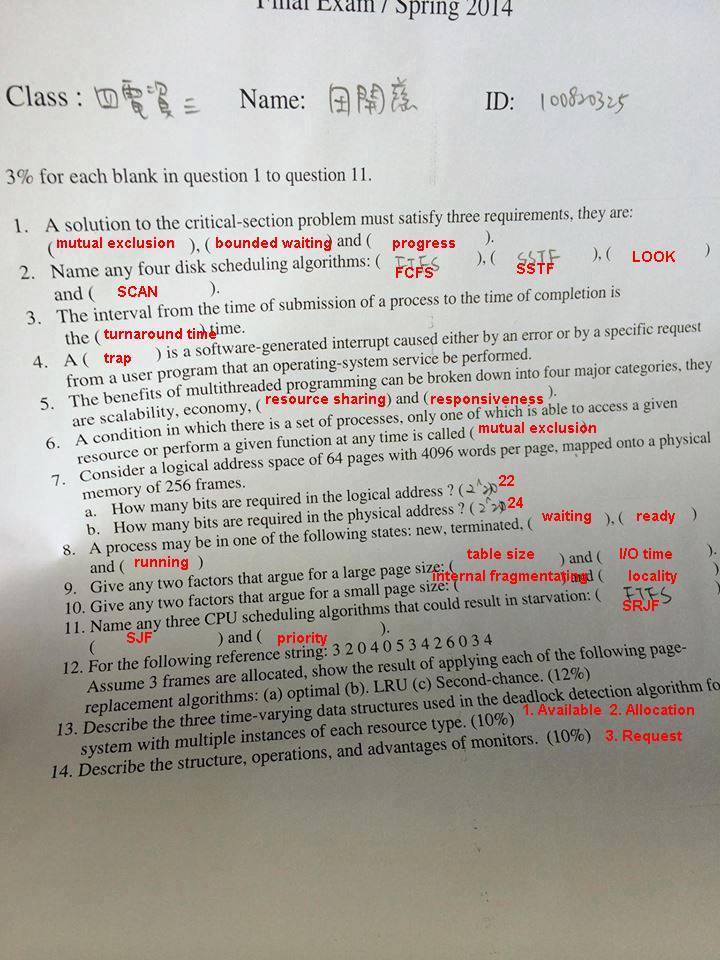 Final Exam / Spring 2014
Class : 四電資三 Name: ID: 100820325
3% for each blank in question 1 to question 11.
1. A solution to the critical-section problem must satisfy three requirements, they are:
(mutual exclusion ), ( bounded waiting) and ( progress ).
2. Name any four disk scheduling algorithms: ( FCFS ), ( SSTF SSTF ), ( LOOK )
and ( SCAN ).
3. The interval from the time of submission of a process to the time of completion is
the ( turnaround time ) time.
4. A ( trap ) is a software-generated interrupt caused either by an error or by a specific request
from a user program that an operating-system service be performed.
5. The benefits of multithreaded programming can be broken down into four major categories, they
are scalability, economy, ( resource sharing) and (responsiveness ).
6. A condition in which there is a set of processes, only one of which is able to access a given
resource or perform a given function at any time is called ( mutual exclusion)
7. Consider a logical address space of 64 pages with 4096 words per page, mapped onto a physical
memory of 256 frames.
a. How many bits are required in the logical address ? ( 22
b. How many bits are required in the physical address ? ( 24
8. A process may be in one of the following states: new, terminated, ( waiting ), ( ready )
and ( running )
9. Give any two factors that argue for a large page size: ( table size ) and ( I/O time ).
10. Give any two factors that argue for a small page size: ( internal fragmentating ) and ( locality )
11. Name any three CPU scheduling algorithms that could result in starvation: ( SRJF )
( SJF ) and ( priority ).
12. For the following reference string: 3 2 0 4 0 5 3 4 2 6 0 3 4
Assume 3 frames are allocated, show the result of applying each of the following page-
replacement algorithms: (a) optimal (b). LRU (c) Second-chance. (12%)
13. Describe the three time-varying data structures used in the deadlock detection algorithm fo
system with multiple instances of each resource type. (10%) 1. Available 2. Allocation
14. Describe the structure, operations, and advantages of monitors. (10%) 3. Request